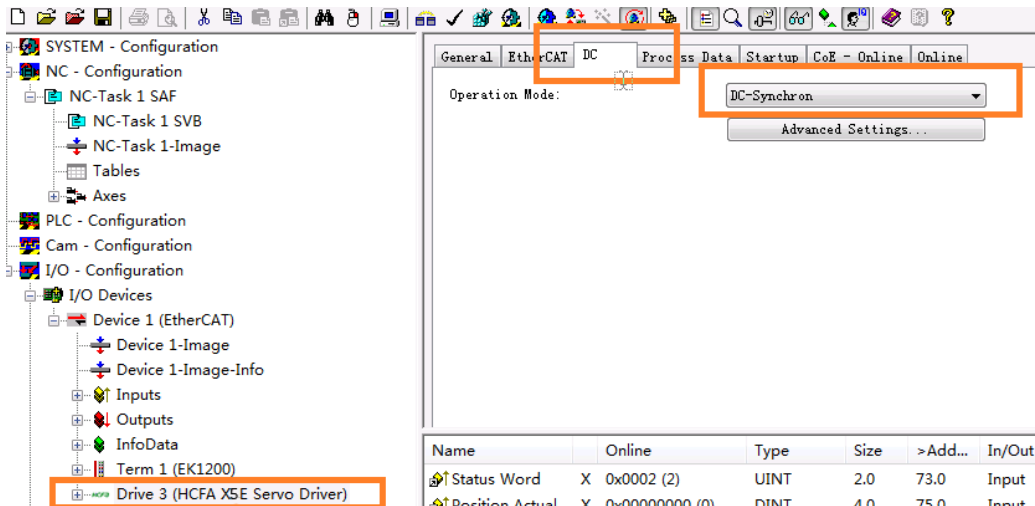 SYSTEM - Configuration
NC - Configuration
NC-Task 1 SAF
NC-Task 1 SVB
NC-Task 1-Image
Tables
Axes
PLC - Configuration
Cam - Configuration
I/O - Configuration
I/O Devices
Device 1 (EtherCAT)
Device 1-Image
Device 1-Image-Info
Inputs
Outputs
InfoData
Term 1 (EK1200)
HCFA Drive 3 (HCFA X5E Servo Driver)
General EtherCAT DC Process Data Startup CoE - Online Online
Operation Mode: DC-Synchron
Advanced Settings...
Name Online Type Size >Add... In/Out
Status Word X 0x0002 (2) UINT 2.0 73.0 Input
Position Actual X 0x00000000 (0) DINT 4.0 75.0 Input